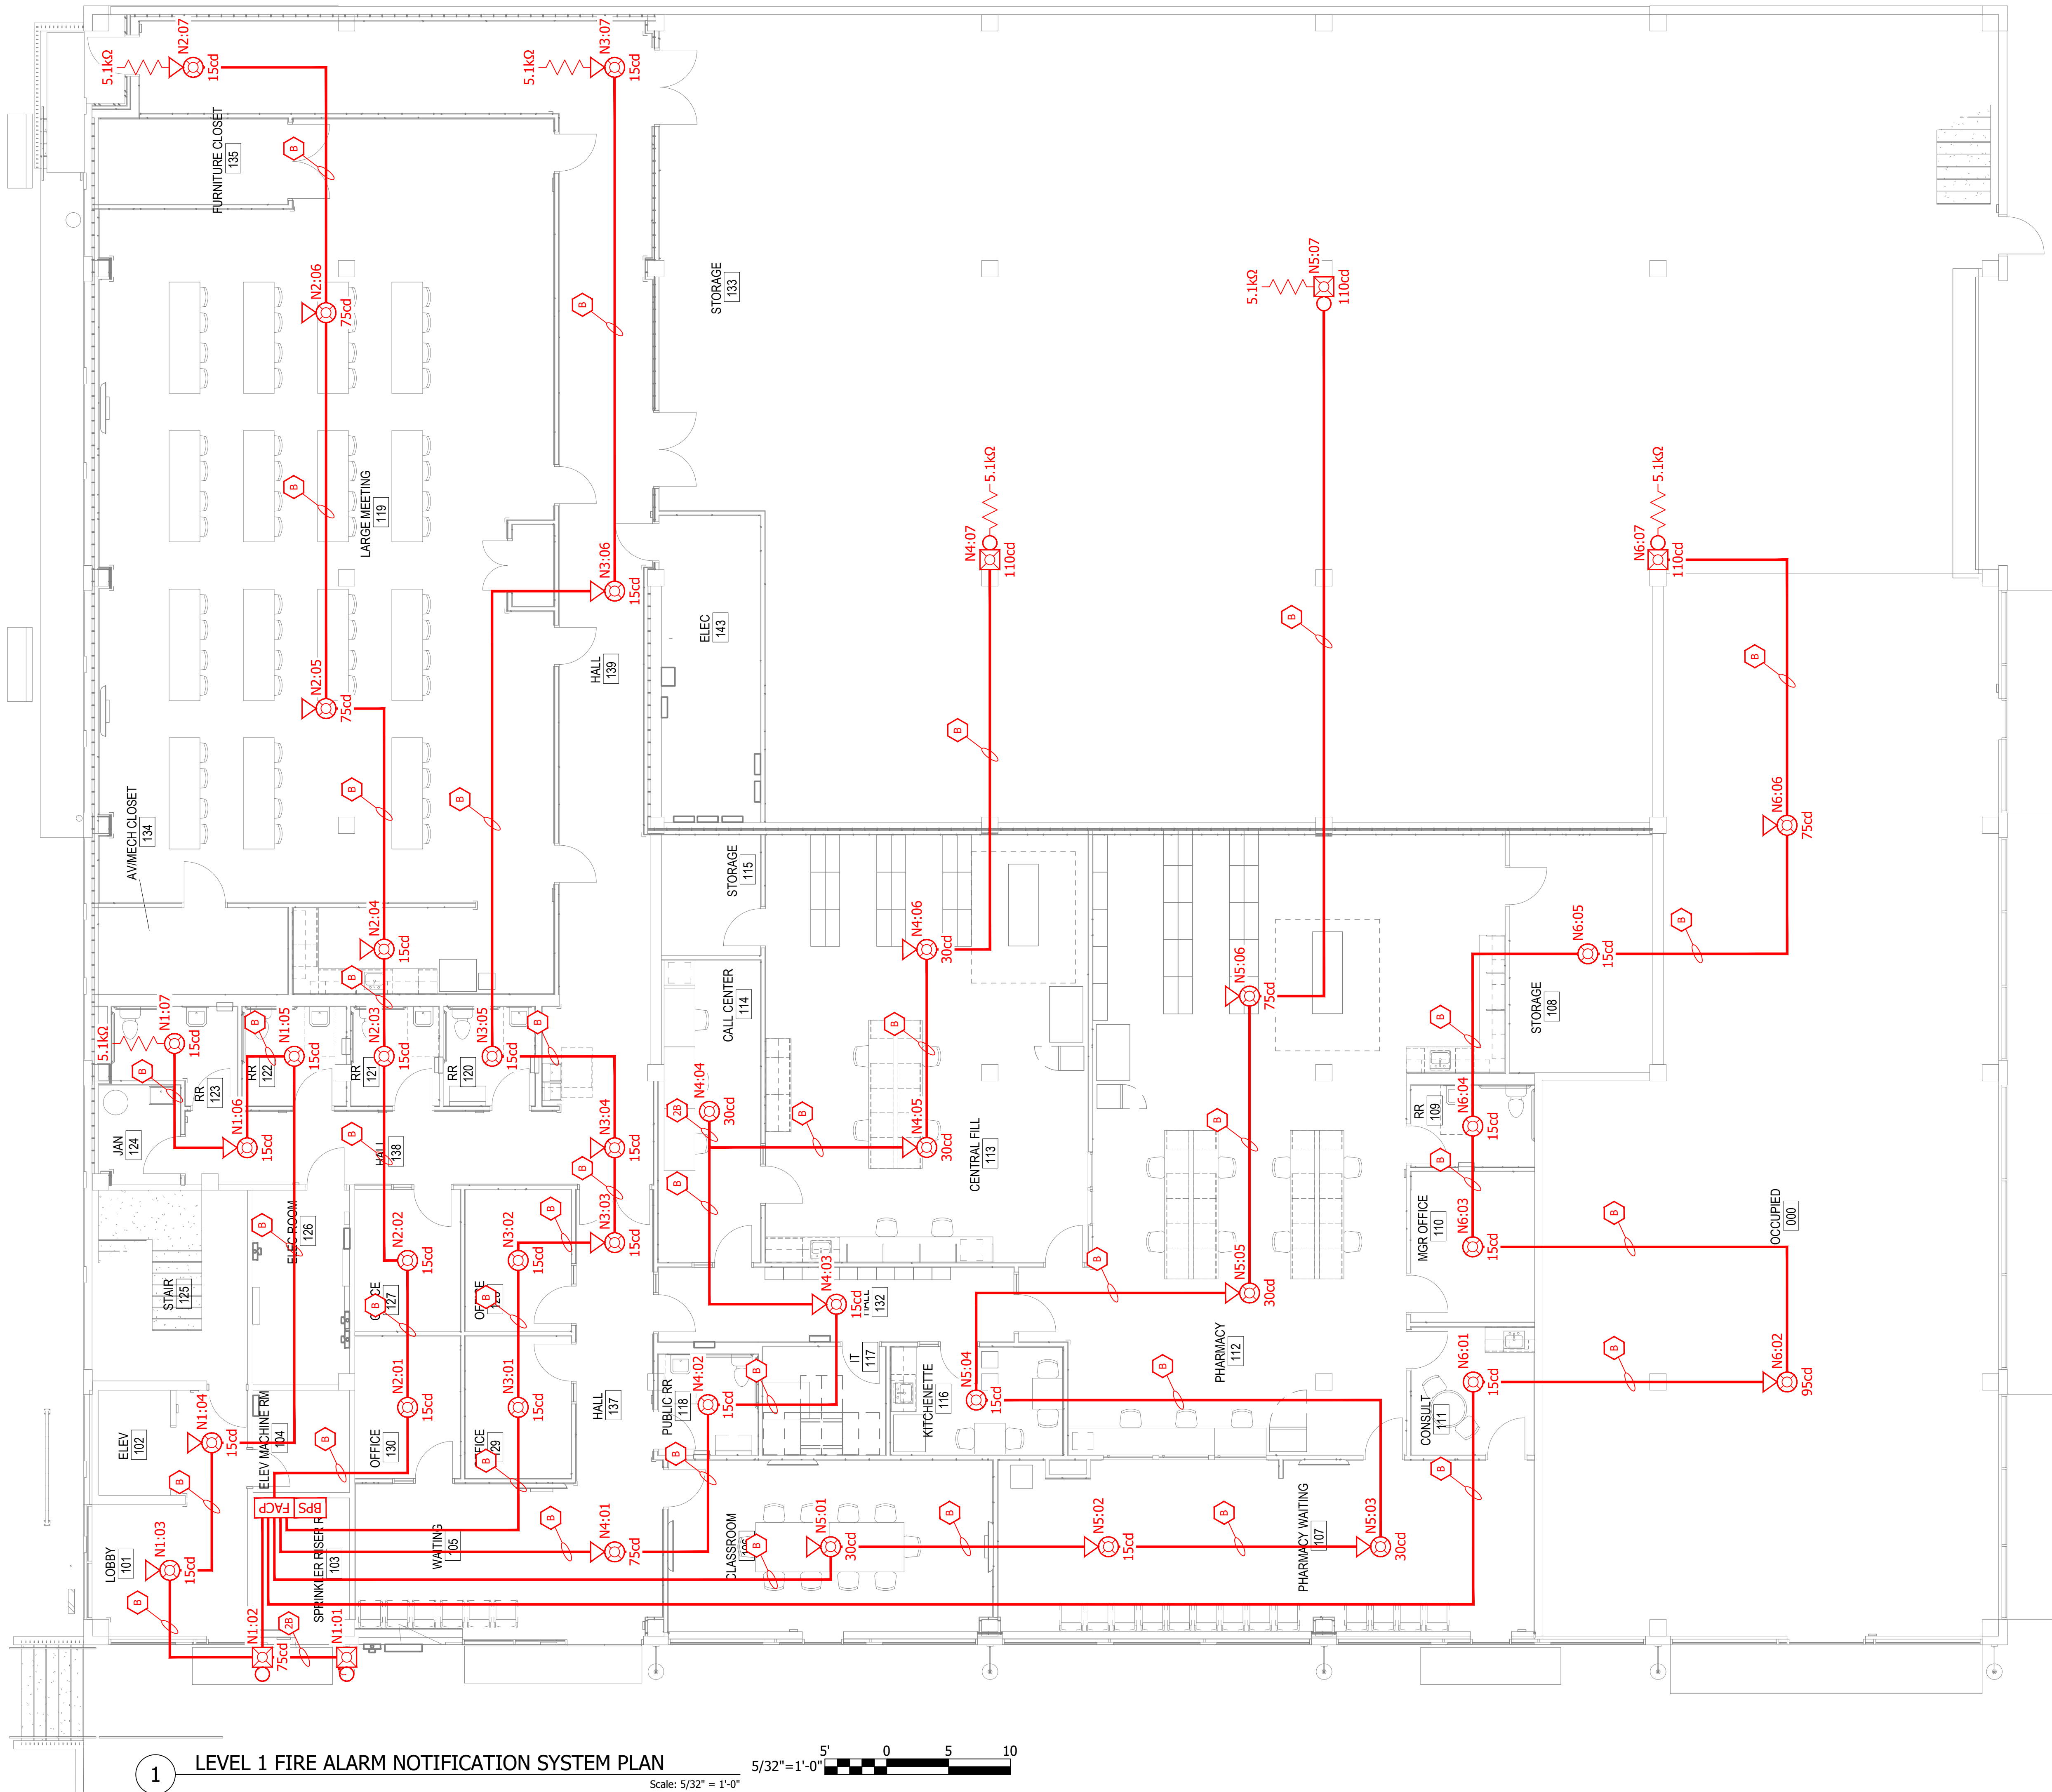 N2:07
15cd
5.1kΩ
N3:07
15cd
5.1kΩ
FURNITURE CLOSET
135
B
N2:06
75cd
B
STORAGE
133
N5:07
110cd
5.1kΩ
B
LARGE MEETING
119
N3:06
15cd
N4:07
110cd
5.1kΩ
N6:07
110cd
5.1kΩ
ELEC
143
HALL
139
B
B
N2:05
75cd
B
B
B
AV/MECH CLOSET
134
N6:06
75cd
STORAGE
115
N2:04
15cd
B
N4:06
30cd
N5:06
75cd
N6:05
15cd
B
CALL CENTER
114
STORAGE
108
5.1kΩ
N1:07
15cd
B
RR
123
RR
122
B
N1:05
15cd
RR
121
N2:03
15cd
RR
120
N3:05
15cd
B
B
B
JAN
124
N1:06
15cd
B
HALL
138
N3:04
15cd
B
2B
N4:04
30cd
B
B
N4:05
30cd
CENTRAL FILL
113
B
RR
109
N6:04
15cd
B
STAIR
125
B
ELEC ROOM
126
N2:02
15cd
127
B
N3:02
15cd
B
B
N3:03
15cd
N4:03
15cd
HALL
132
B
N5:05
30cd
MGR OFFICE
110
N6:03
15cd
B
OCCUPIED
000
ELEV
102
N1:04
15cd
B
ELEV MACHINE RM
104
B
OFFICE
130
N2:01
15cd
N3:01
15cd
B
HALL
137
PUBLIC RR
118
N4:02
15cd
B
B
IT
117
KITCHENETTE
116
N5:04
15cd
B
PHARMACY
112
CONSULT
111
N6:01
15cd
B
B
N6:02
95cd
LOBBY
101
N1:03
15cd
B
FACP
BPS
SPRINKLER RISER R
103
WAITING
105
B
N4:01
75cd
CLASSROOM
B
N5:01
30cd
B
N5:02
15cd
B
PHARMACY WAITING
107
N5:03
30cd
N1:02
75cd
2B
N1:01
1
LEVEL 1 FIRE ALARM NOTIFICATION SYSTEM PLAN
Scale: 5/32" = 1'-0"
5/32"=1'-0"
5' 0 5 10